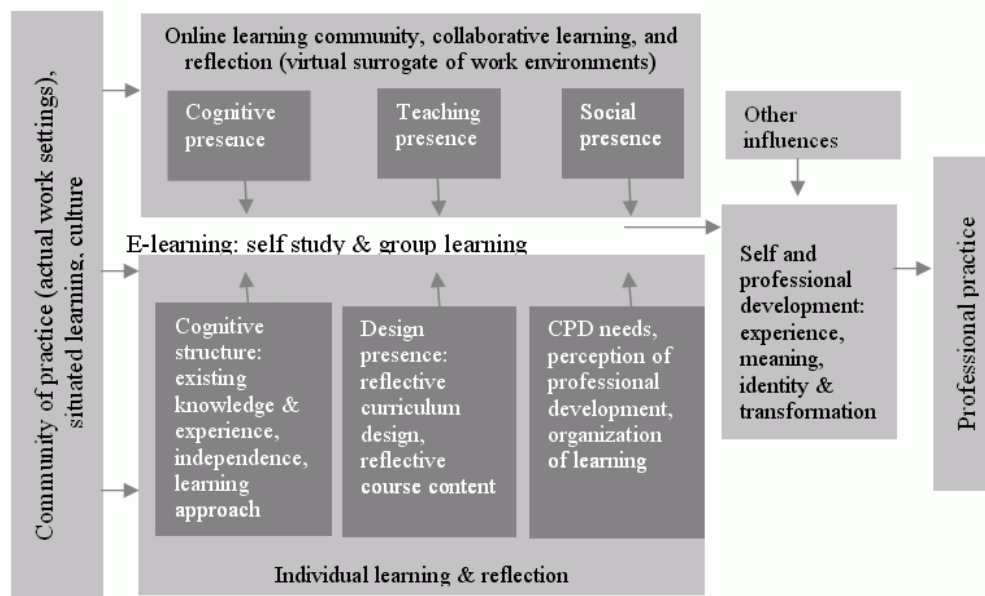 Community of practice (actual work settings),
situated learning, culture
Online learning community, collaborative learning, and
reflection (virtual surrogate of work environments)
Cognitive
presence
Teaching
presence
Social
presence
E-learning: self study & group learning
Cognitive
structure:
existing
knowledge &
experience,
independence,
learning
approach
Design
presence:
reflective
curriculum
design,
reflective
course content
CPD needs,
perception of
professional
development,
organization
of learning
Individual learning & reflection
Other
influences
Self and
professional
development:
experience,
meaning,
identity &
transformation
Professional practice